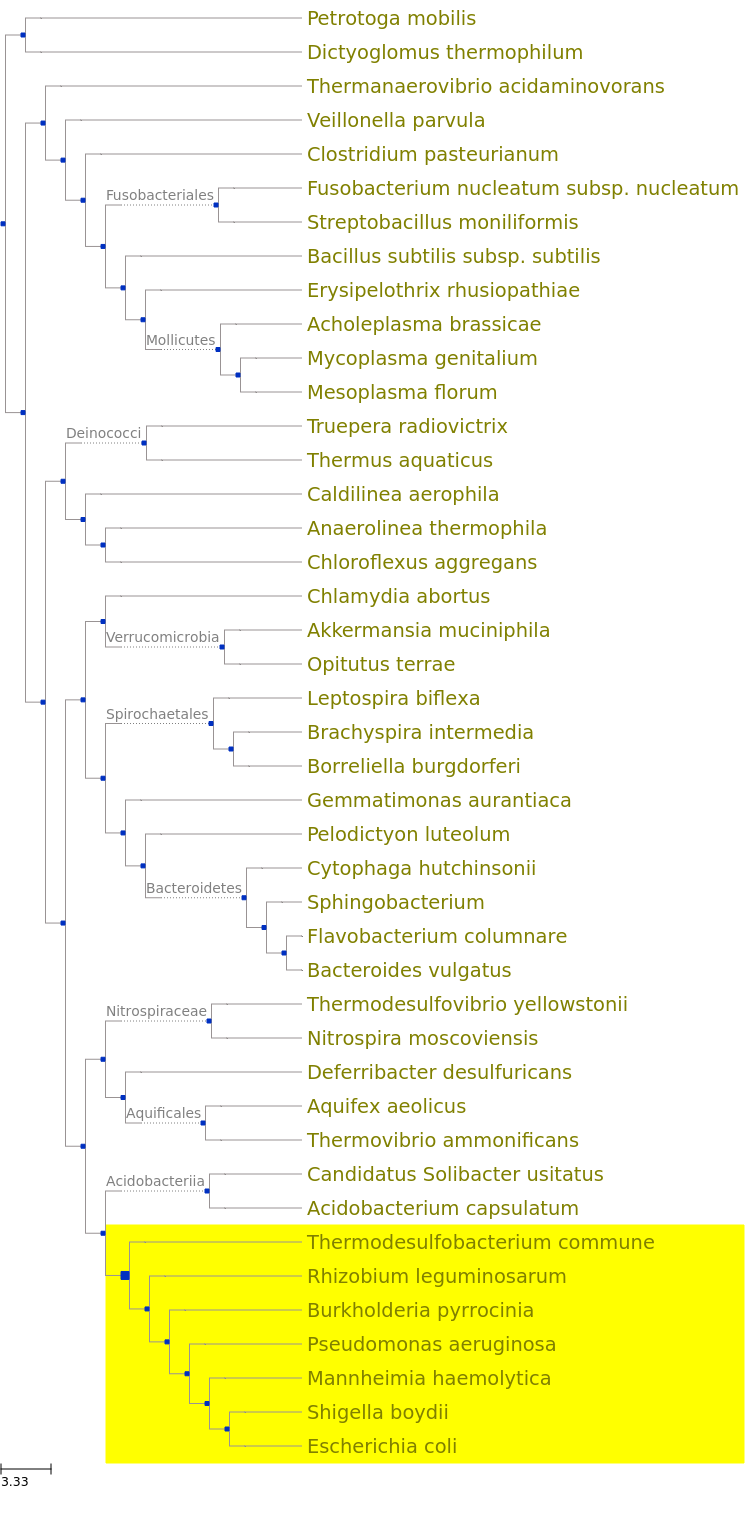 Petrotoga mobilis
Dictyoglomus thermophilum
Thermanaerovibrio acidaminovorans
Veillonella parvula
Clostridium pasteurianum
Fusobacteriales
Fusobacterium nucleatum subsp. nucleatum
Streptobacillus moniliformis
Bacillus subtilis subsp. subtilis
Erysipelothrix rhusiopathiae
Acholeplasma brassicae
Mollicutes
Mycoplasma genitalium
Mesoplasma florum
Truepera radiovictrix
Deinococci
Thermus aquaticus
Caldilinea aerophila
Anaerolinea thermophila
Chloroflexus aggregans
Chlamydia abortus
Akkermansia muciniphila
Verrucomicrobia
Opitutus terrae
Leptospira biflexa
Spirochaetales
Brachyspira intermedia
Borreliella burgdorferi
Gemmatimonas aurantiaca
Pelodictyon luteolum
Cytophaga hutchinsonii
Bacteroidetes
Sphingobacterium
Flavobacterium columnare
Bacteroides vulgatus
Thermodesulfovibrio yellowstonii
Nitrospiraceae
Nitrospira moscoviensis
Deferribacter desulfuricans
Aquifex aeolicus
Aquificales
Thermovibrio ammonificans
Candidatus Solibacter usitatus
Acidobacteriia
Acidobacterium capsulatum
Thermodesulfobacterium commune
Rhizobium leguminosarum
Burkholderia pyrrocinia
Pseudomonas aeruginosa
Mannheimia haemolytica
Shigella boydii
Escherichia coli
3.33